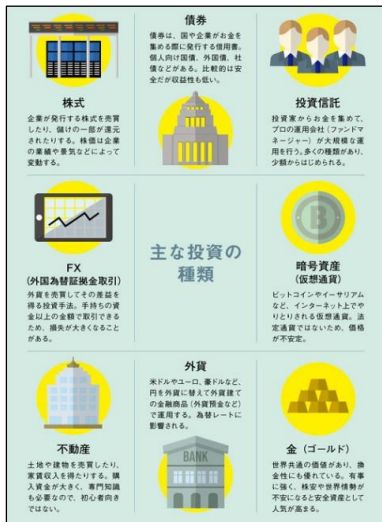 株式
企業が発行する株式を売買
したり、儲けの一部が還元
されたりする。株価は企業
の業績や景気などによって
変動する。
債券
債券は、国や企業がお金を
集める際に発行する借用書。
個人向け国債、外国債、社
債などがある。比較的は安
全だが収益性も低い。
投資信託
投資家からお金を集めて、
プロの運用会社(ファンドマ
ネージャー)が大規模な運
用を行う。多くの種類があり、
少額からはじめられる。
FX
(外国為替証拠金取引)
外貨を売買してその差益を
得る投資手法。手持ちの資
金以上の金額で取引できる
ため、損失が大きくなること
がある。
主な投資の
種類
B
暗号資産
(仮想通貨)
ビットコインやイーサリアム
など、インターネット上でや
りとりされる仮想通貨。法
定通貨ではないため、価格
が不安定。
不動産
土地や建物を売買したり、
家賃収入を得たりする。購
入資金が大きく、専門知識
も必要なので、初心者向き
ではない。
外貨
米ドルやユーロ、豪ドルなど、
円を外貨に替えて外貨建て
の金融商品(外貨預金など)
で運用する。為替レートに
影響される。
BANK
金(ゴールド)
世界共通の価値があり、換
金性にも優れている。有事
に強く、株安や世界情勢が
不安になると安全資産として
人気が高まる。